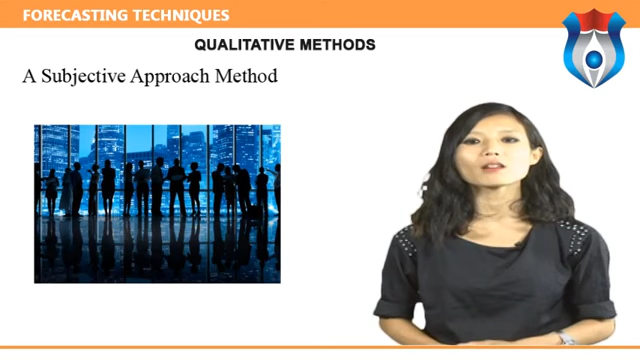 FORECASTING TECHNIQUES
QUALITATIVE METHODS
A Subjective Approach Method